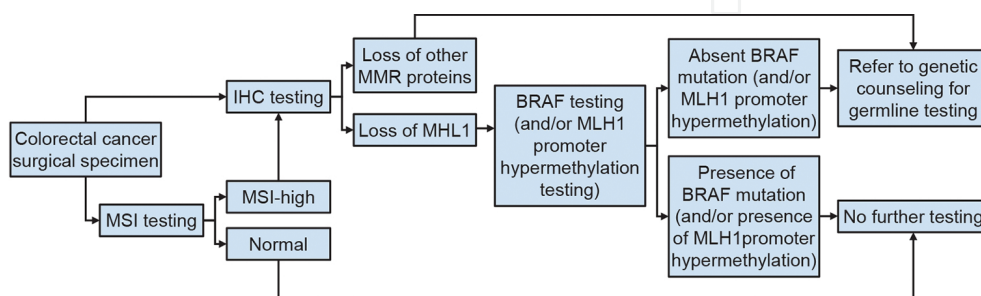 Colorectal cancer
surgical specimen
IHC testing
MSI testing
MSI-high
Normal
Loss of other
MMR proteins
Loss of MHL1
BRAF testing
(and/or MLH1
promoter
hypermethylation
testing)
Absent BRAF
mutation (and/or
MLH1 promoter
hypermethylation)
Presence of
BRAF mutation
(and/or presence
of MLH1promoter
hypermethylation)
Refer to genetic
counseling for
germline testing
No further testing